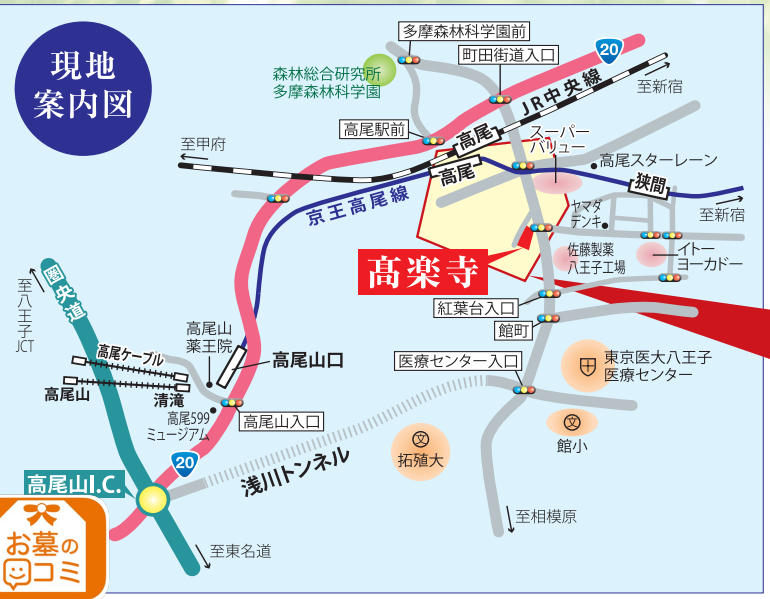 現地
案内図
多摩森林科学園前
20
町田街道入口
森林総合研究所
多摩森林科学園
JR中央線
至新宿
高尾駅前
高尾
スーパー
バリュー
至甲府
高尾
高尾スターレーン
狭間
京王高尾線
ヤマダ
デンキ
至新宿
髙楽寺
佐藤製薬
八王子工場
イトー
ヨーカドー
圏央道
至八王子
JCT
紅葉台入口
館町
高尾山
薬王院
高尾ケーブル
高尾山口
医療センター入口
東京医大八王子
医療センター
高尾山
清滝
高尾599
ミュージアム
高尾山入口
文
館小
文
拓殖大
20
浅川トンネル
高尾山I.C.
至相模原
至東名道
お墓の
口コミ